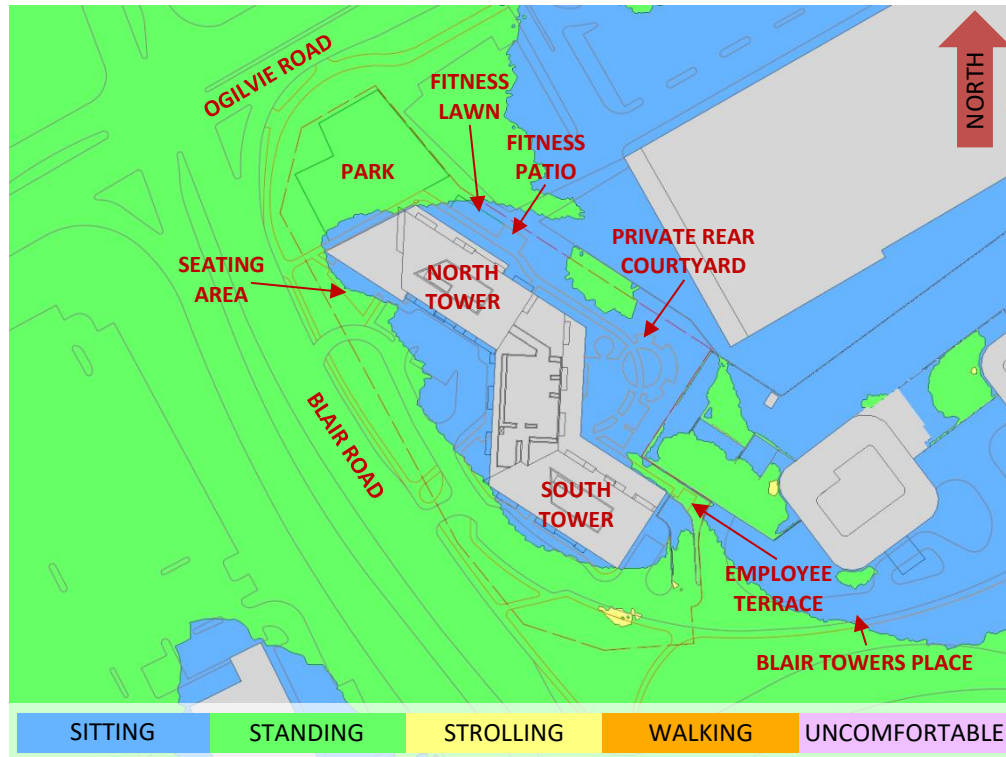 OGILVIE ROAD
FITNESS
LAWN
FITNESS
PATIO
NORTH
PARK
PRIVATE REAR
COURTYARD
SEATING
AREA
NORTH
TOWER
BLAIR ROAD
SOUTH
TOWER
EMPLOYEE
TERRACE
BLAIR TOWERS PLACE
SITTING
STANDING
STROLLING
WALKING
UNCOMFORTABLE